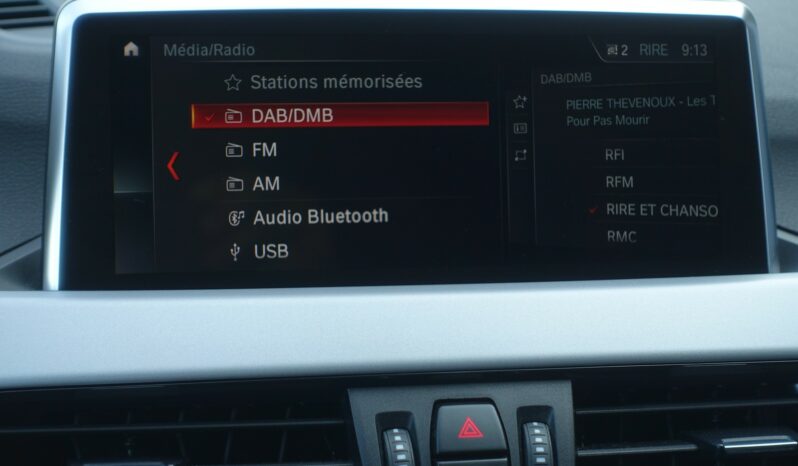 Média/Radio
2 RIRE 9:13
Stations mémorisées
DAB/DMB
FM
AM
Audio Bluetooth
USB
DAB/DMB
PIERRE THEVENOUX - Les
Pour Pas Mourir
RFI
RFM
RIRE ET CHANSO
RMC